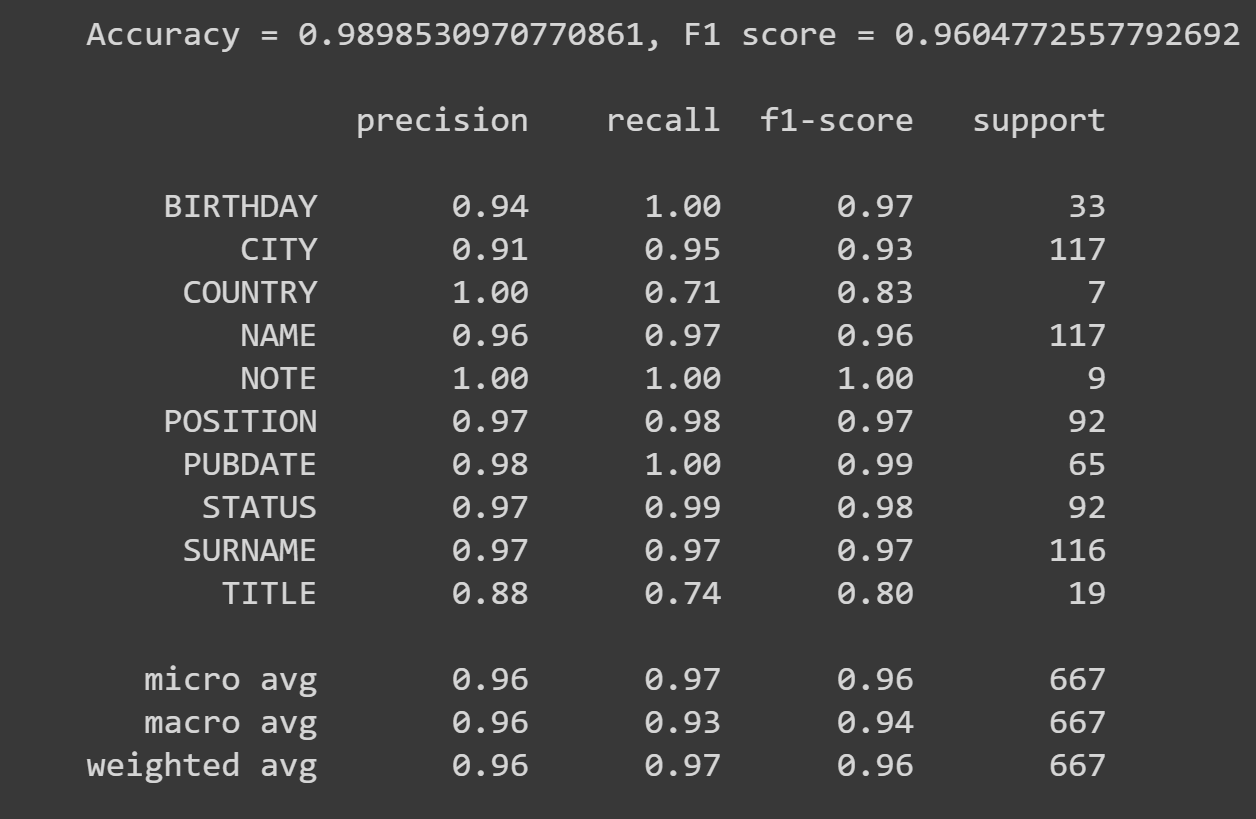 Accuracy = 0.9898530970770861, F1 score = 0.9604772557792692
precision recall f1-score support
BIRTHDAY 0.94 1.00 0.97 33
CITY 0.91 0.95 0.93 117
COUNTRY 1.00 0.71 0.83 7
NAME 0.96 0.97 0.96 117
NOTE 1.00 1.00 1.00 9
POSITION 0.97 0.98 0.97 92
PUBDATE 0.98 1.00 0.99 65
STATUS 0.97 0.99 0.98 92
SURNAME 0.97 0.97 0.97 116
TITLE 0.88 0.74 0.80 19
micro avg 0.96 0.97 0.96 667
macro avg 0.96 0.93 0.94 667
weighted avg 0.96 0.97 0.96 667